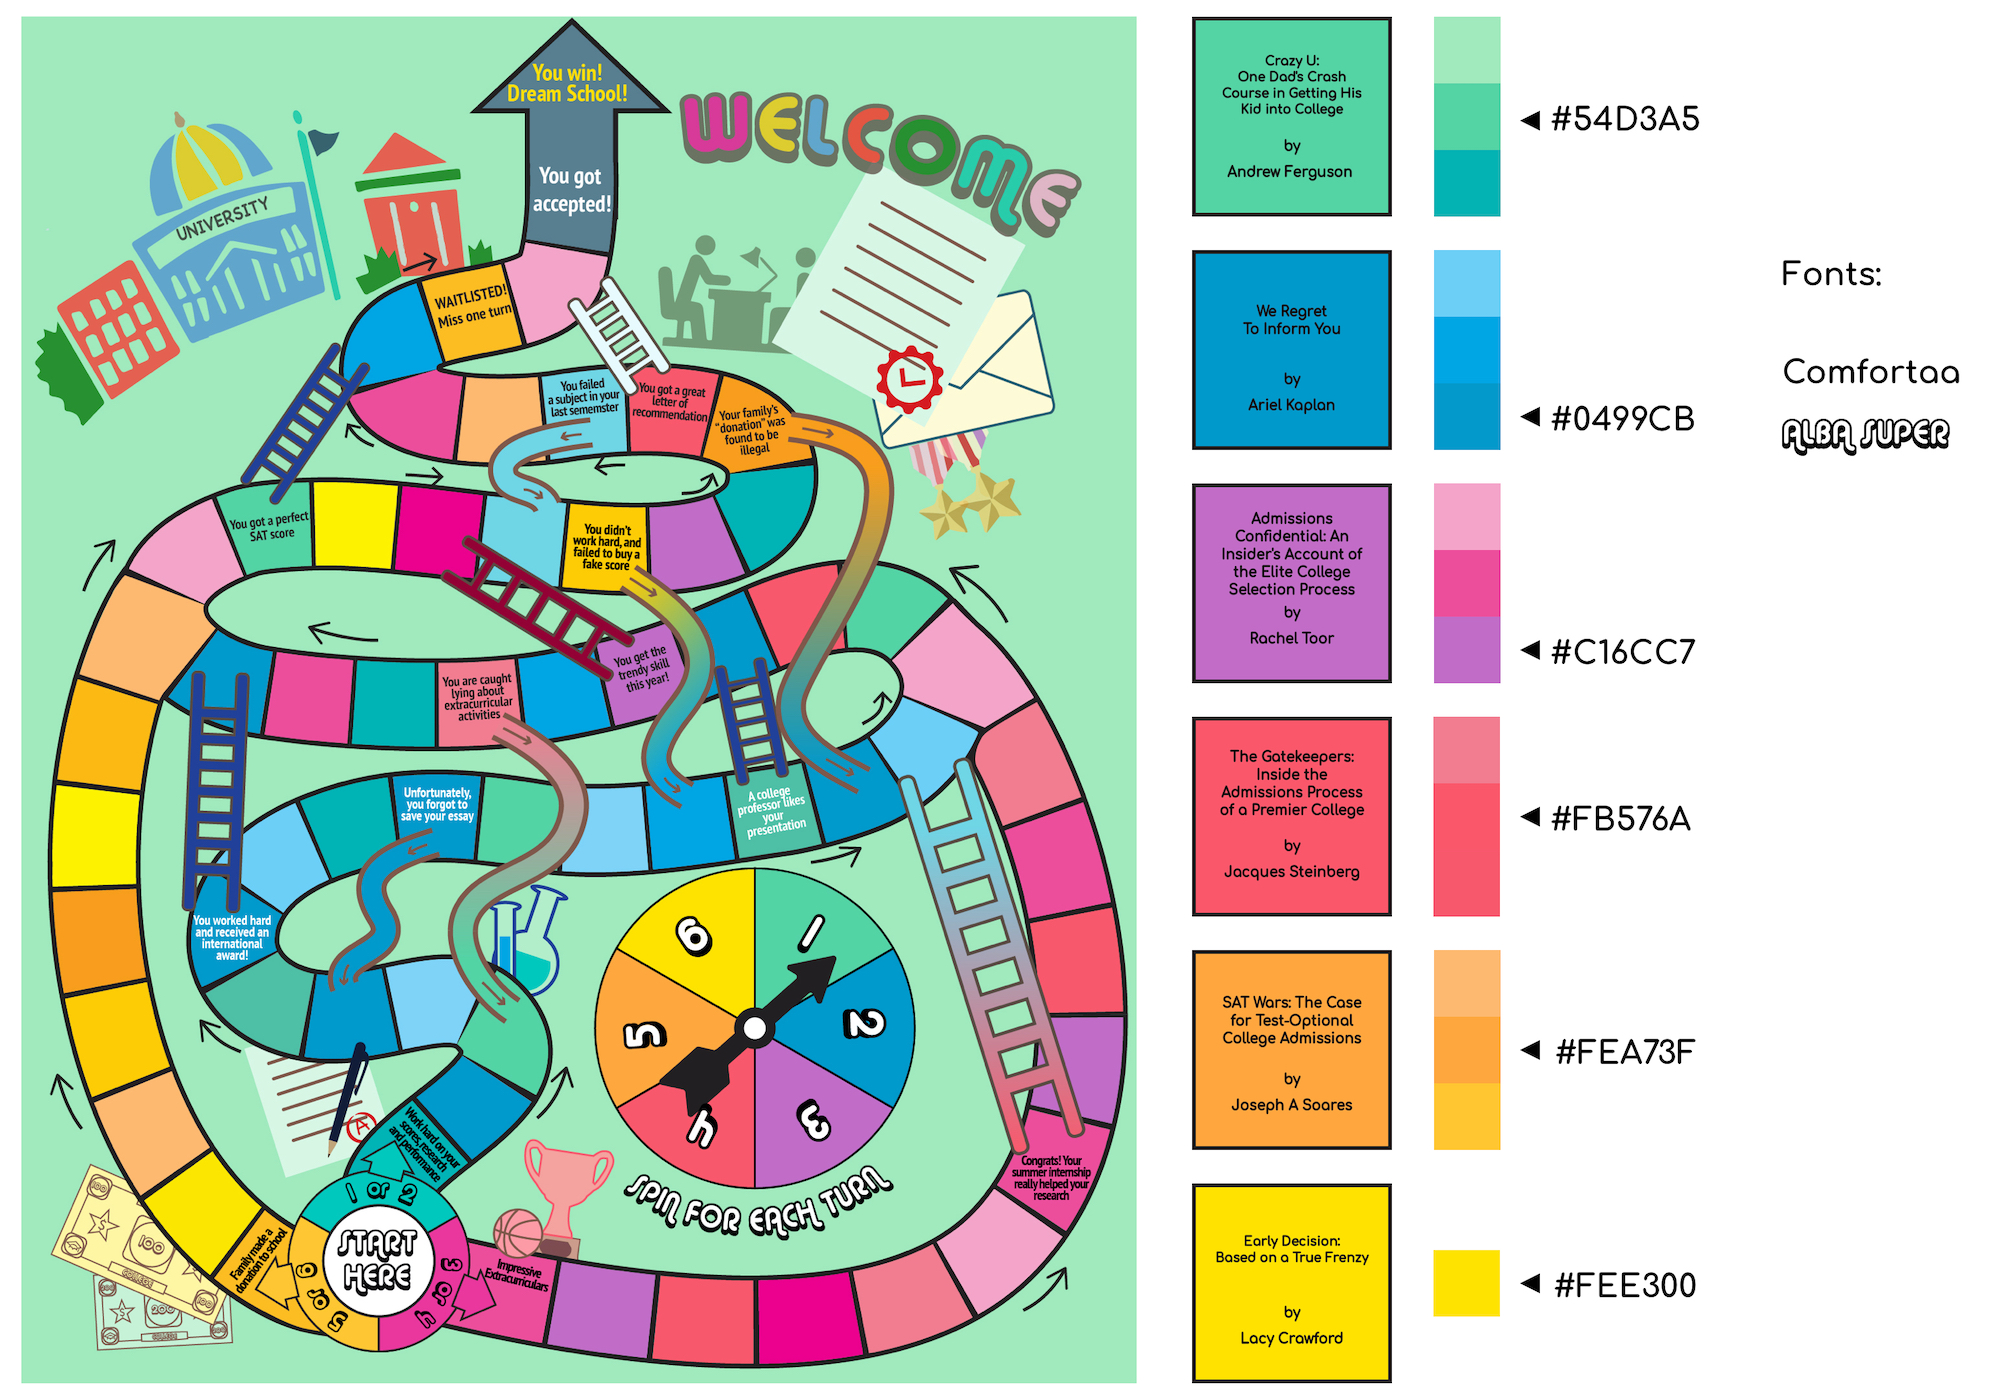 You win!
Dream School!
You got
accepted!
WELCOME
UNIVERSITY
WAITLISTED!
Miss one turn
You failed
a subject in your
last sememster
You got a great
letter of
recommendation
Your family's
"donation" was
found to be
illegal
You got a perfect
SAT score
You didn't
work hard, and
failed to buy a
fake score
You get the
trendy skill
this year!
You are caught
lying about
extracurricular
activities
Unfortunately,
you forgot to
save your essay
A college
professor likes
your
presentation
You worked hard
and received an
international
award!
1
2
3
4
5
6
SPIN FOR EACH TURN
A
Work hard on your
scores, research
and performance
1 or 2
START
HERE
3 or 4
5 or 6
Family made a
donation to school
Impressive
Extracurriculars
Congrats! Your
summer internship
really helped your
research
100
$
100
COLLEGE
100
200
$
200
COLLEGE
200
Crazy U:
One Dad's Crash
Course in Getting His
Kid into College
by
Andrew Ferguson
#54D3A5
We Regret
To Inform You
by
Ariel Kaplan
#0499CB
Fonts:
Comfortaa
ALBA SUPER
Admissions
Confidential: An
Insider's Account of
the Elite College
Selection Process
by
Rachel Toor
#C16CC7
The Gatekeepers:
Inside the
Admissions Process
of a Premier College
by
Jacques Steinberg
#FB576A
SAT Wars: The Case
for Test-Optional
College Admissions
by
Joseph A Soares
#FEA73F
Early Decision:
Based on a True Frenzy
by
Lacy Crawford
#FEE300